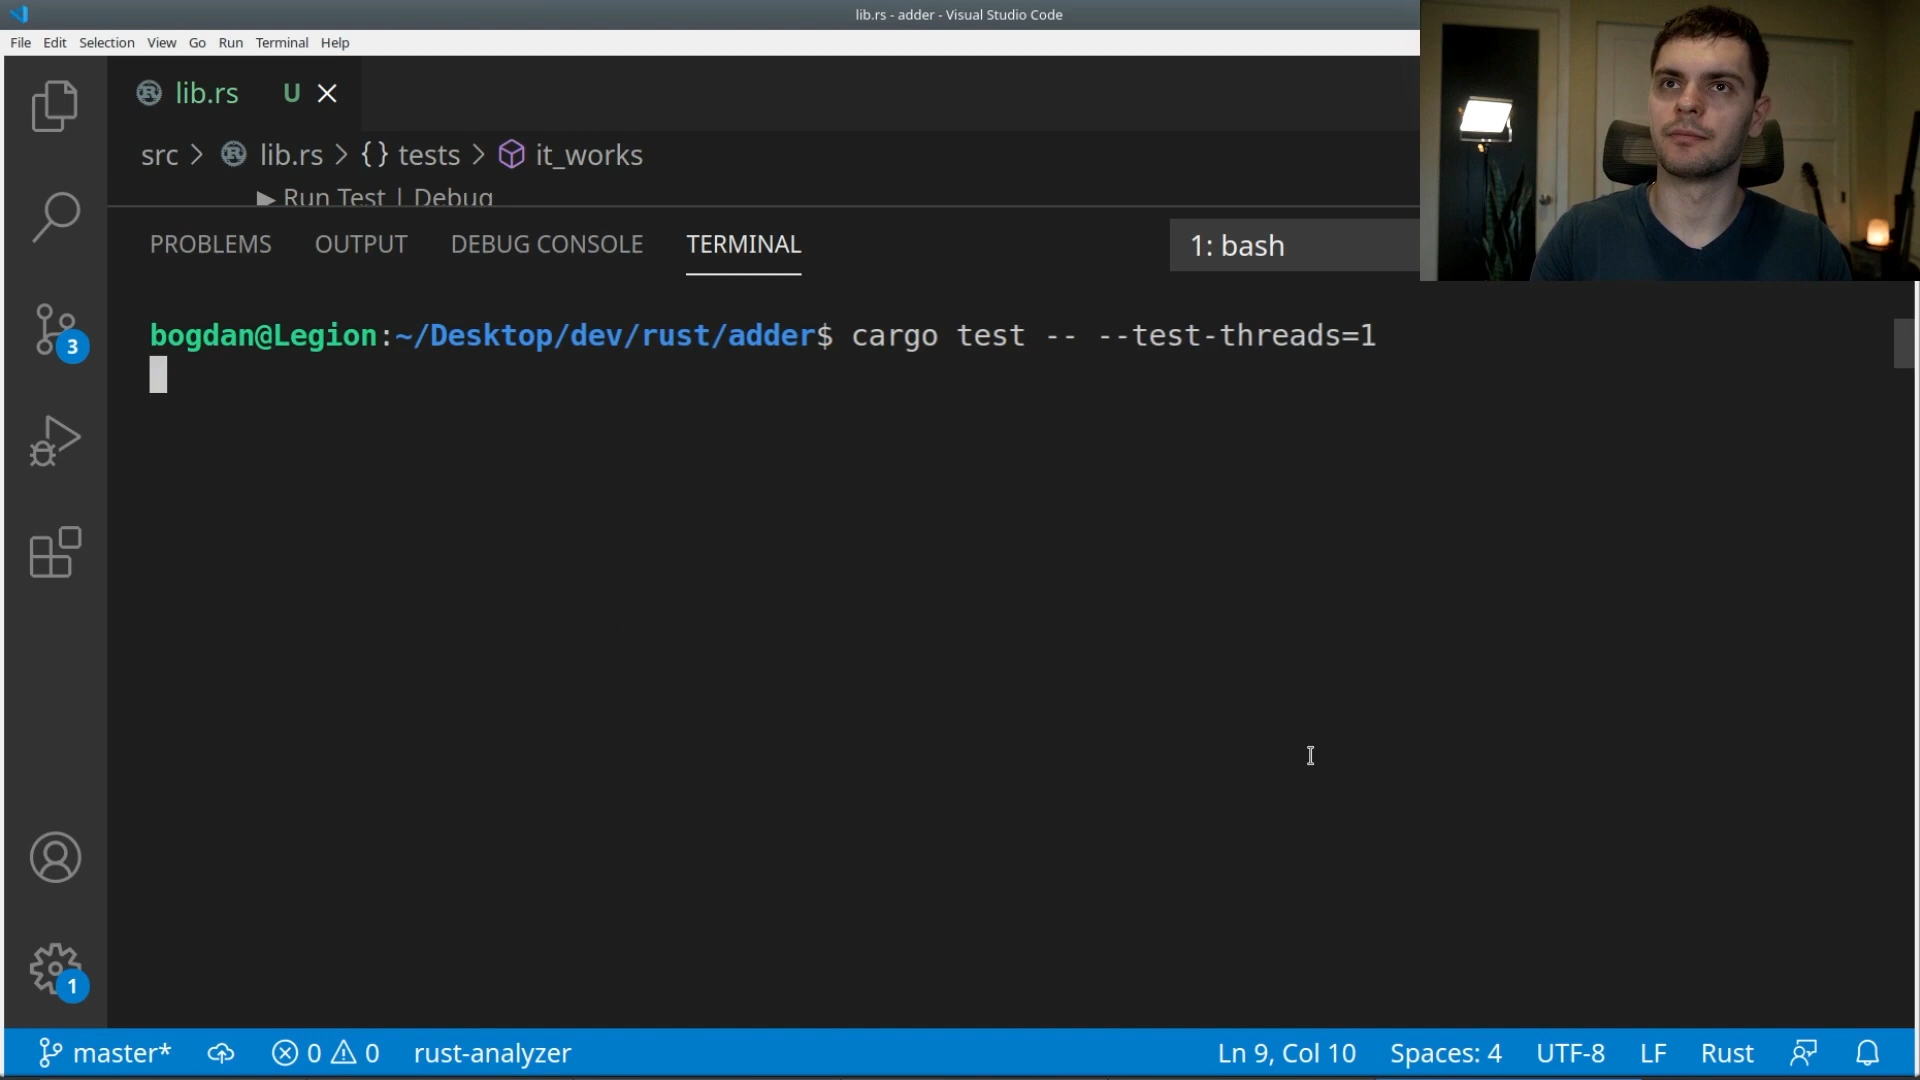 lib.rs - adder - Visual Studio Code
File Edit Selection View Go Run Terminal Help
lib.rs U
src > lib.rs > {} tests > it_works
▶ Run Test | Debug
PROBLEMS OUTPUT DEBUG CONSOLE TERMINAL 1: bash
bogdan@Legion:~/Desktop/dev/rust/adder$ cargo test -- --test-threads=1
3
1
master* 0 0 rust-analyzer Ln 9, Col 10 Spaces: 4 UTF-8 LF Rust